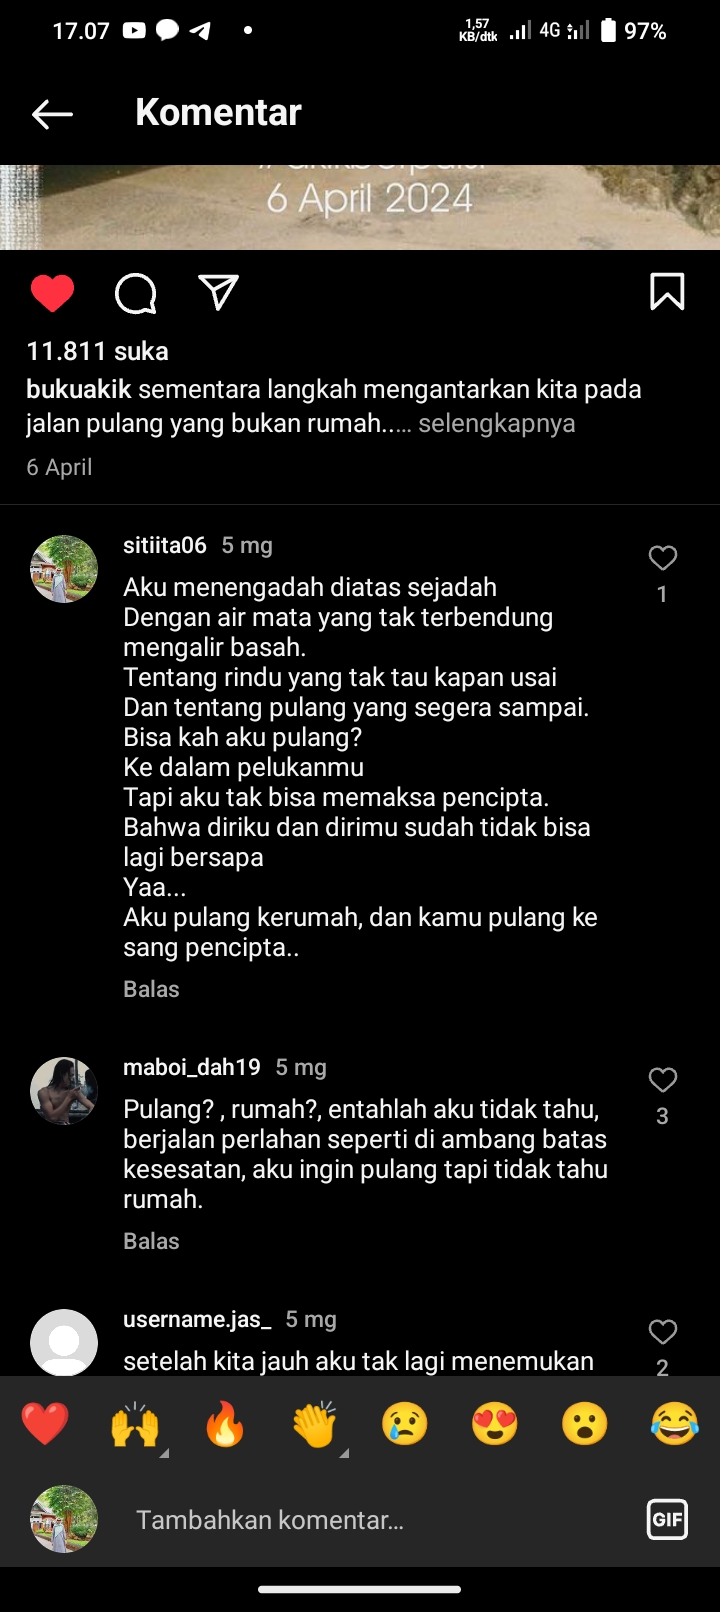 17.07
1,57
KB/dtk
4G
97%
Komentar
6 April 2024
11.811 suka
bukuakik sementara langkah mengantarkan kita pada
jalan pulang yang bukan rumah..... selengkapnya
6 April
sitiita06 5 mg
Aku menengadah diatas sejadah
Dengan air mata yang tak terbendung
mengalir basah.
Tentang rindu yang tak tau kapan usai
Dan tentang pulang yang segera sampai.
Bisa kah aku pulang?
Ke dalam pelukanmu
Tapi aku tak bisa memaksa pencipta.
Bahwa diriku dan dirimu sudah tidak bisa
lagi bersapa
Yaa...
Aku pulang kerumah, dan kamu pulang ke
sang pencipta..
1
Balas
maboi_dah19 5 mg
Pulang? , rumah?, entahlah aku tidak tahu,
berjalan perlahan seperti di ambang batas
kesesatan, aku ingin pulang tapi tidak tahu
rumah.
3
Balas
username.jas_ 5 mg
setelah kita jauh aku tak lagi menemukan
2
Tambahkan komentar...
GIF